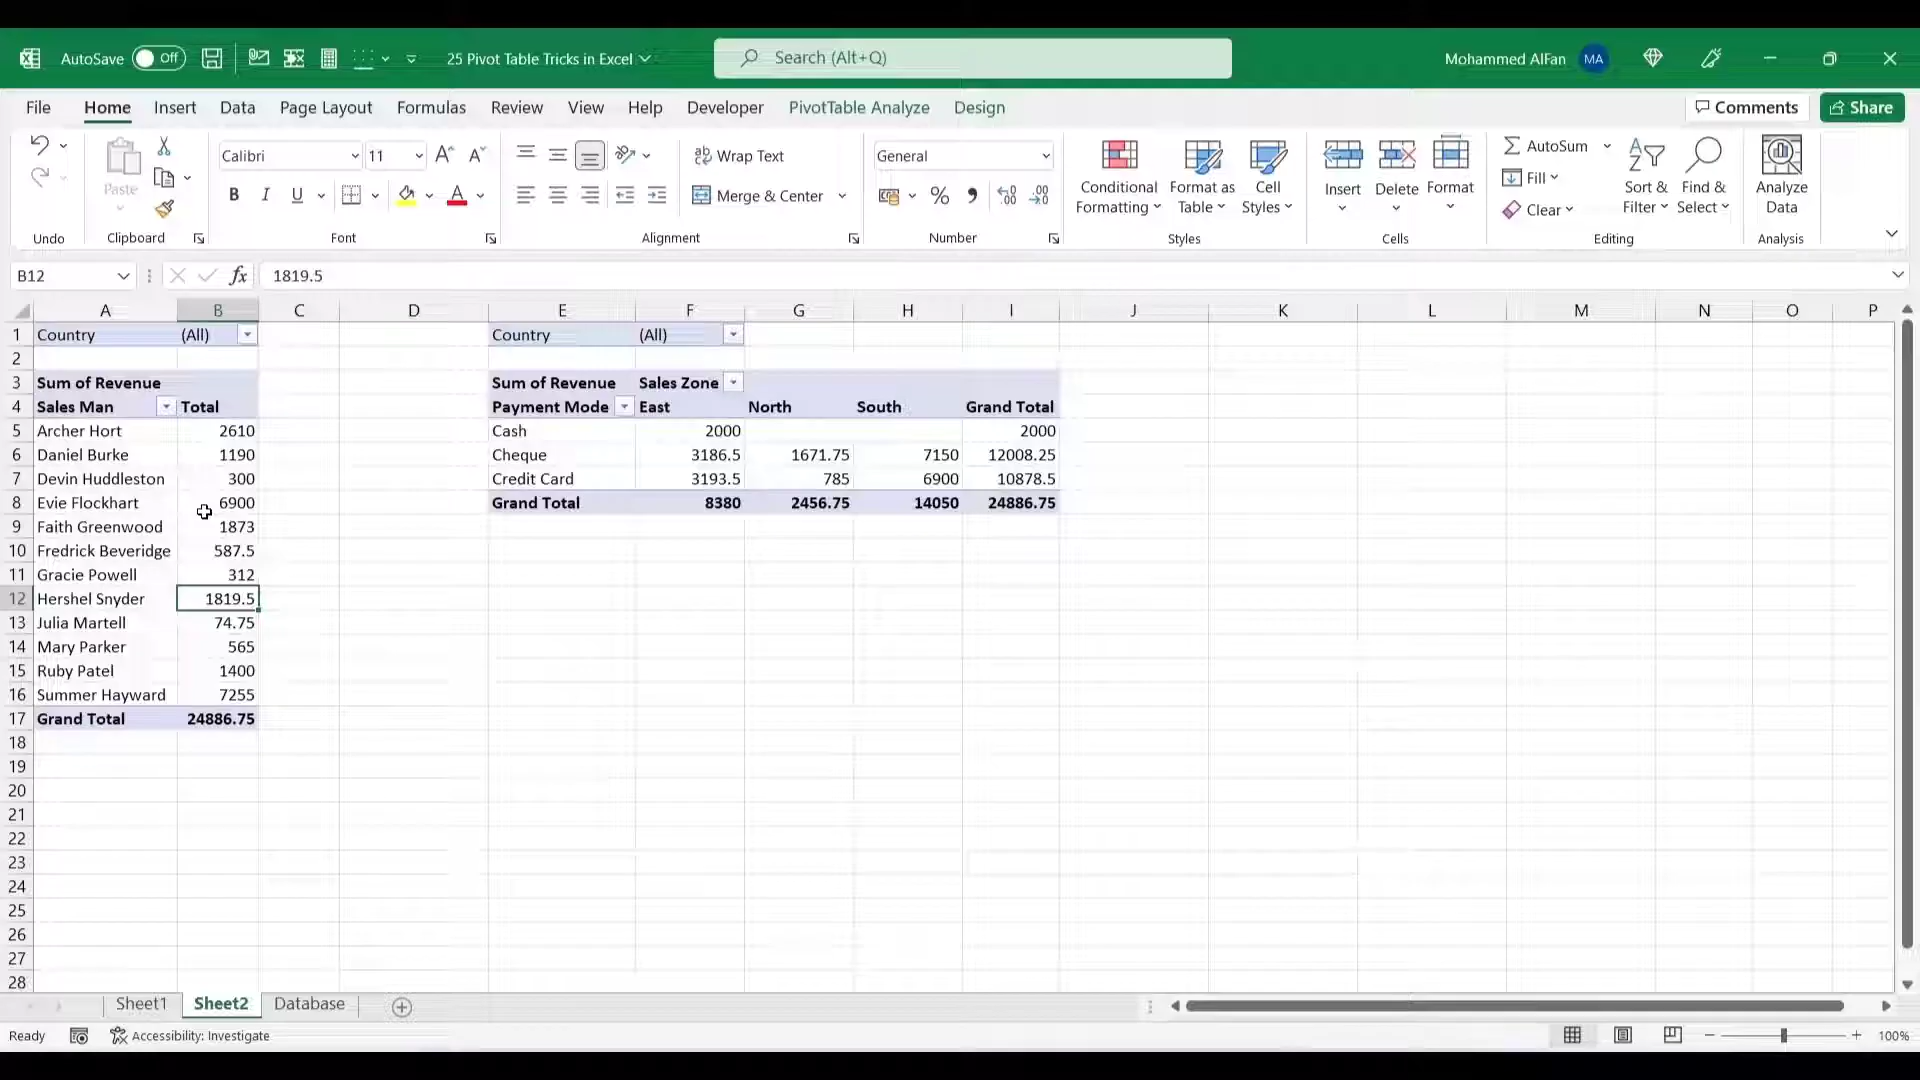 AutoSave Off 25 Pivot Table Tricks in Excel Search (Alt+Q) Mohammed AlFan MA
File Home Insert Data Page Layout Formulas Review View Help Developer PivotTable Analyze Design Comments Share
Calibri 11 Wrap Text General AutoSum
Paste Conditional Format as Cell Insert Delete Format Fill Sort & Find & Analyze
B I U Merge & Center % Formatting Table Styles Clear Filter Select Data
Undo Clipboard Font Alignment Number Styles Cells Editing Analysis
B12 fx 1819.5
A B C D E F G H I J K L M N O P
1 Country (All) Country (All)
2
3 Sum of Revenue Sum of Revenue Sales Zone
4 Sales Man Total Payment Mode East North South Grand Total
5 Archer Hort 2610 Cash 2000 2000
6 Daniel Burke 1190 Cheque 3186.5 1671.75 7150 12008.25
7 Devin Huddleston 300 Credit Card 3193.5 785 6900 10878.5
8 Evie Flockhart 6900 Grand Total 8380 2456.75 14050 24886.75
9 Faith Greenwood 1873
10 Fredrick Beveridge 587.5
11 Gracie Powell 312
12 Hershel Snyder 1819.5
13 Julia Martell 74.75
14 Mary Parker 565
15 Ruby Patel 1400
16 Summer Hayward 7255
17 Grand Total 24886.75
18
19
20
21
22
23
24
25
26
27
28
Sheet1 Sheet2 Database
Ready Accessibility: Investigate 100%